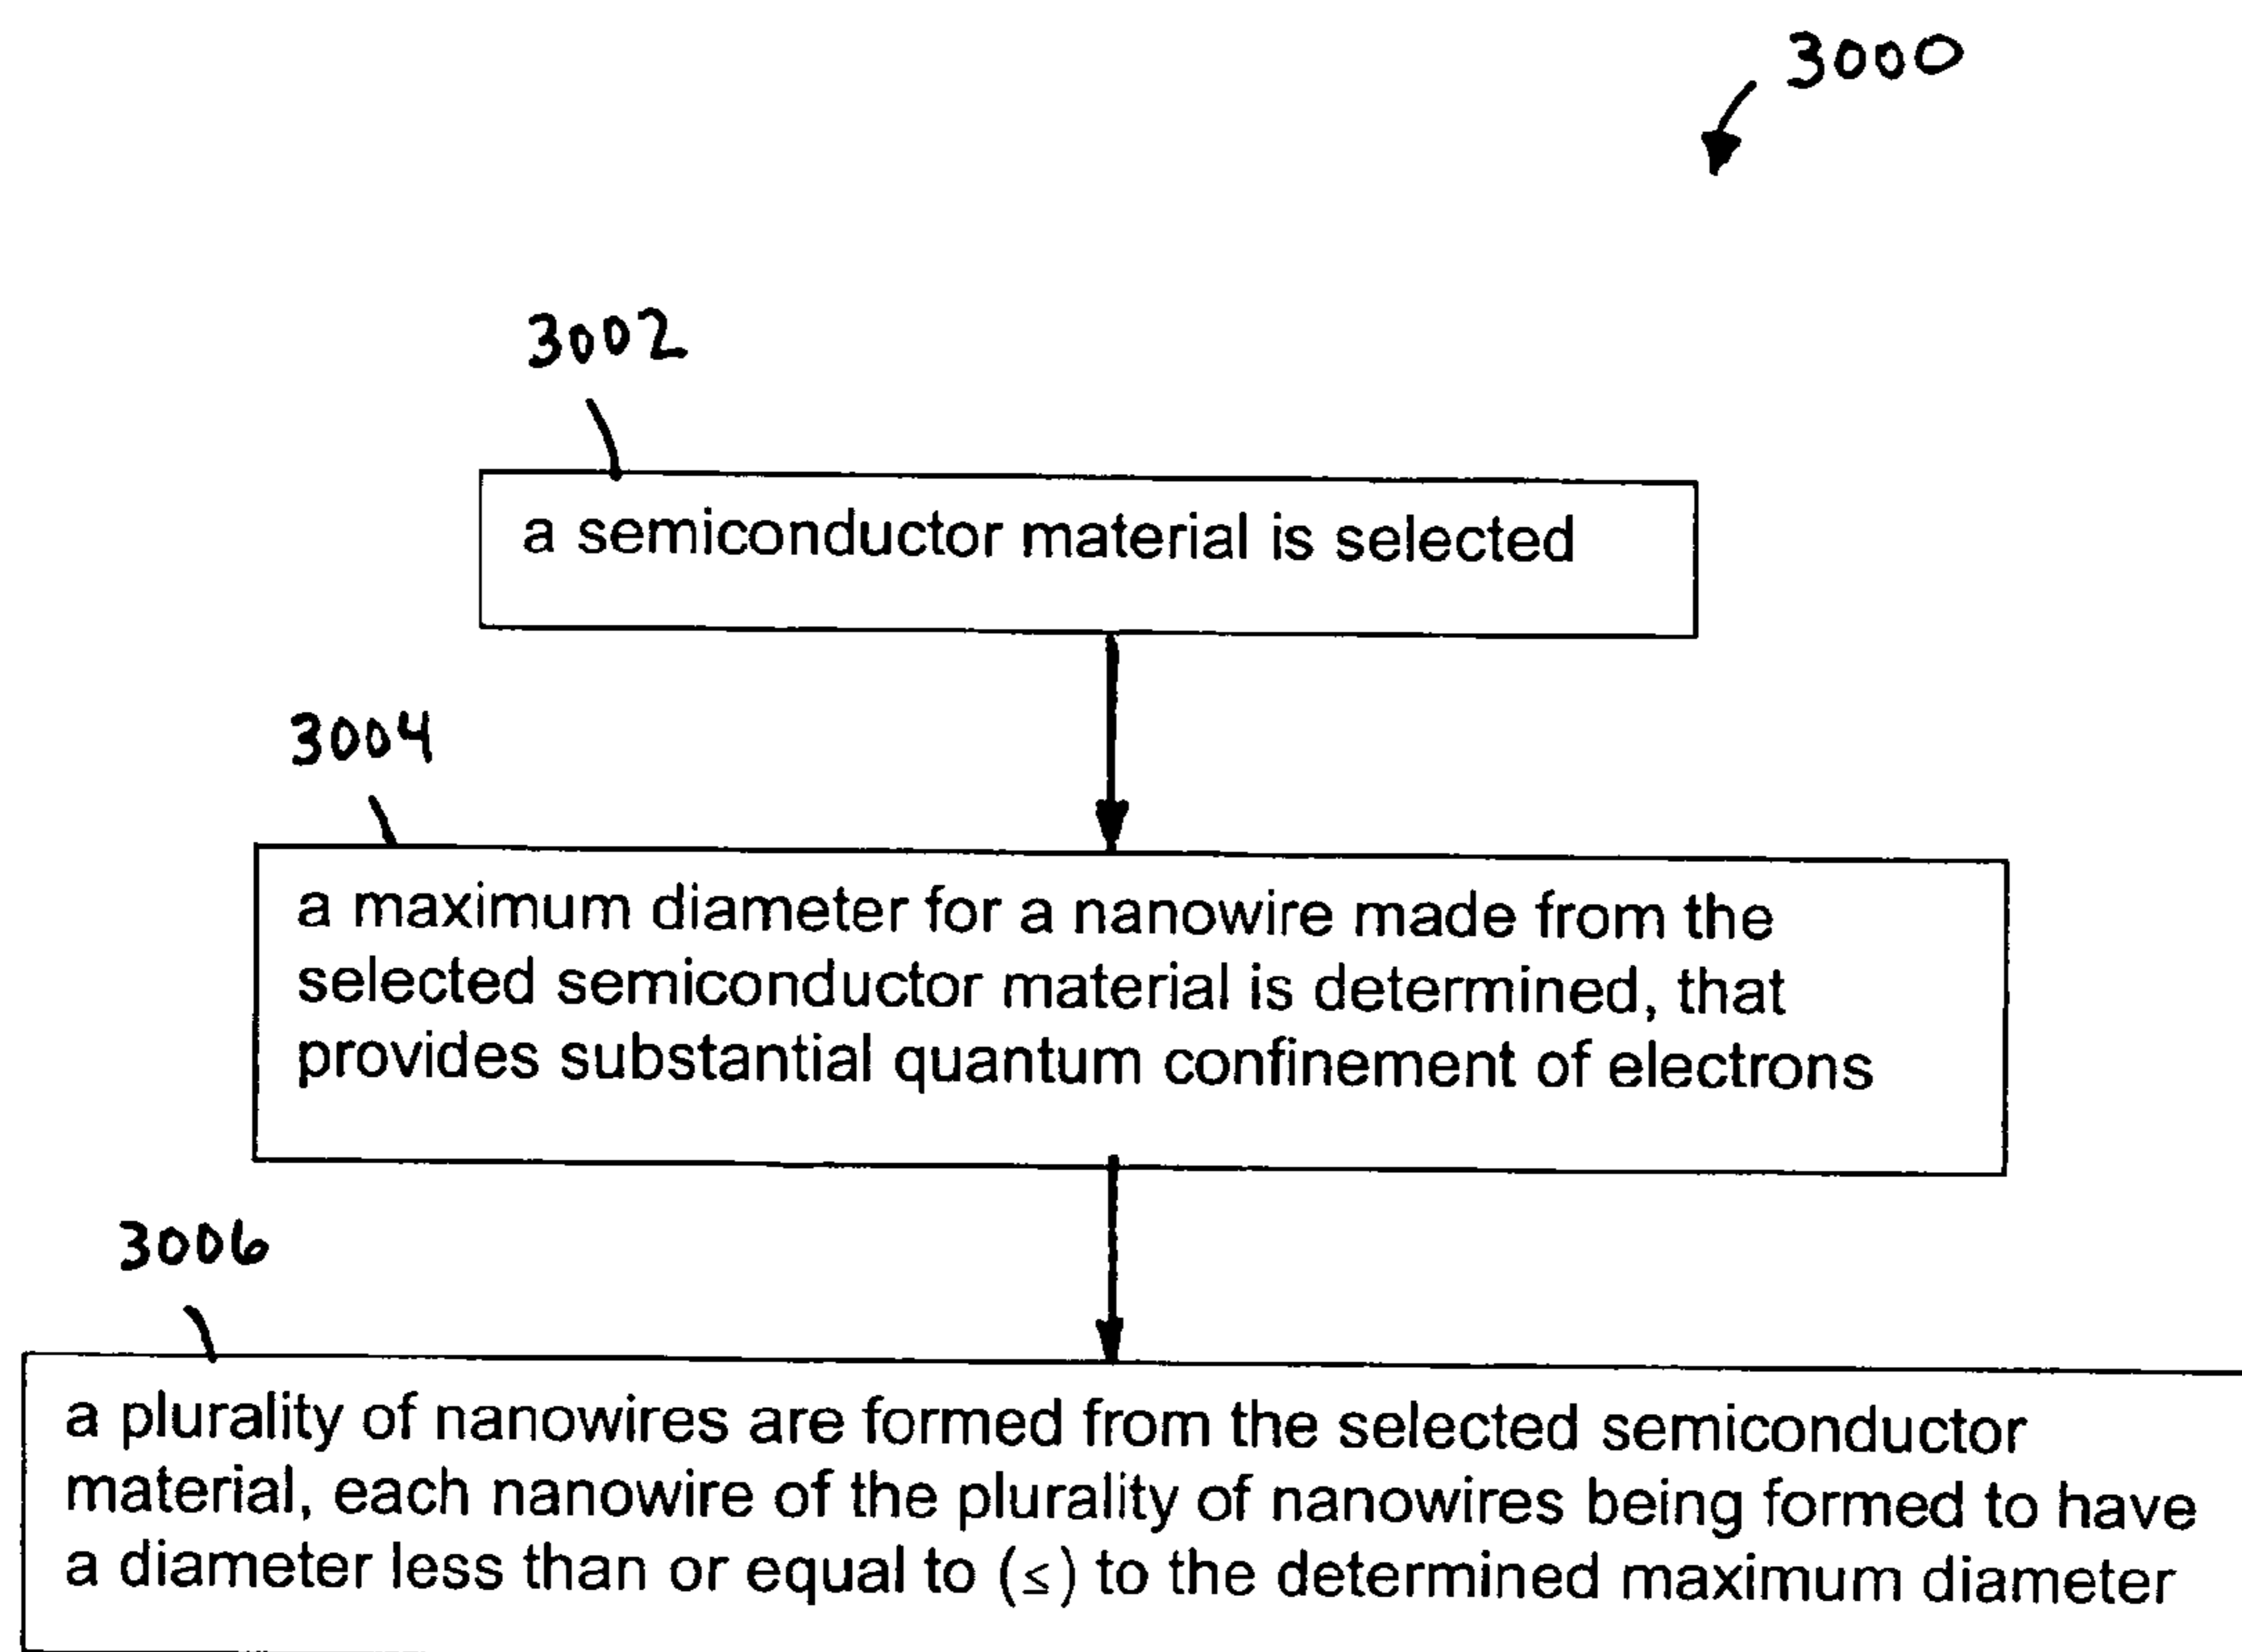 3000
3002
a semiconductor material is selected
3004
a maximum diameter for a nanowire made from the
selected semiconductor material is determined, that
provides substantial quantum confinement of electrons
3006
a plurality of nanowires are formed from the selected semiconductor
material, each nanowire of the plurality of nanowires being formed to have
a diameter less than or equal to (≤) to the determined maximum diameter